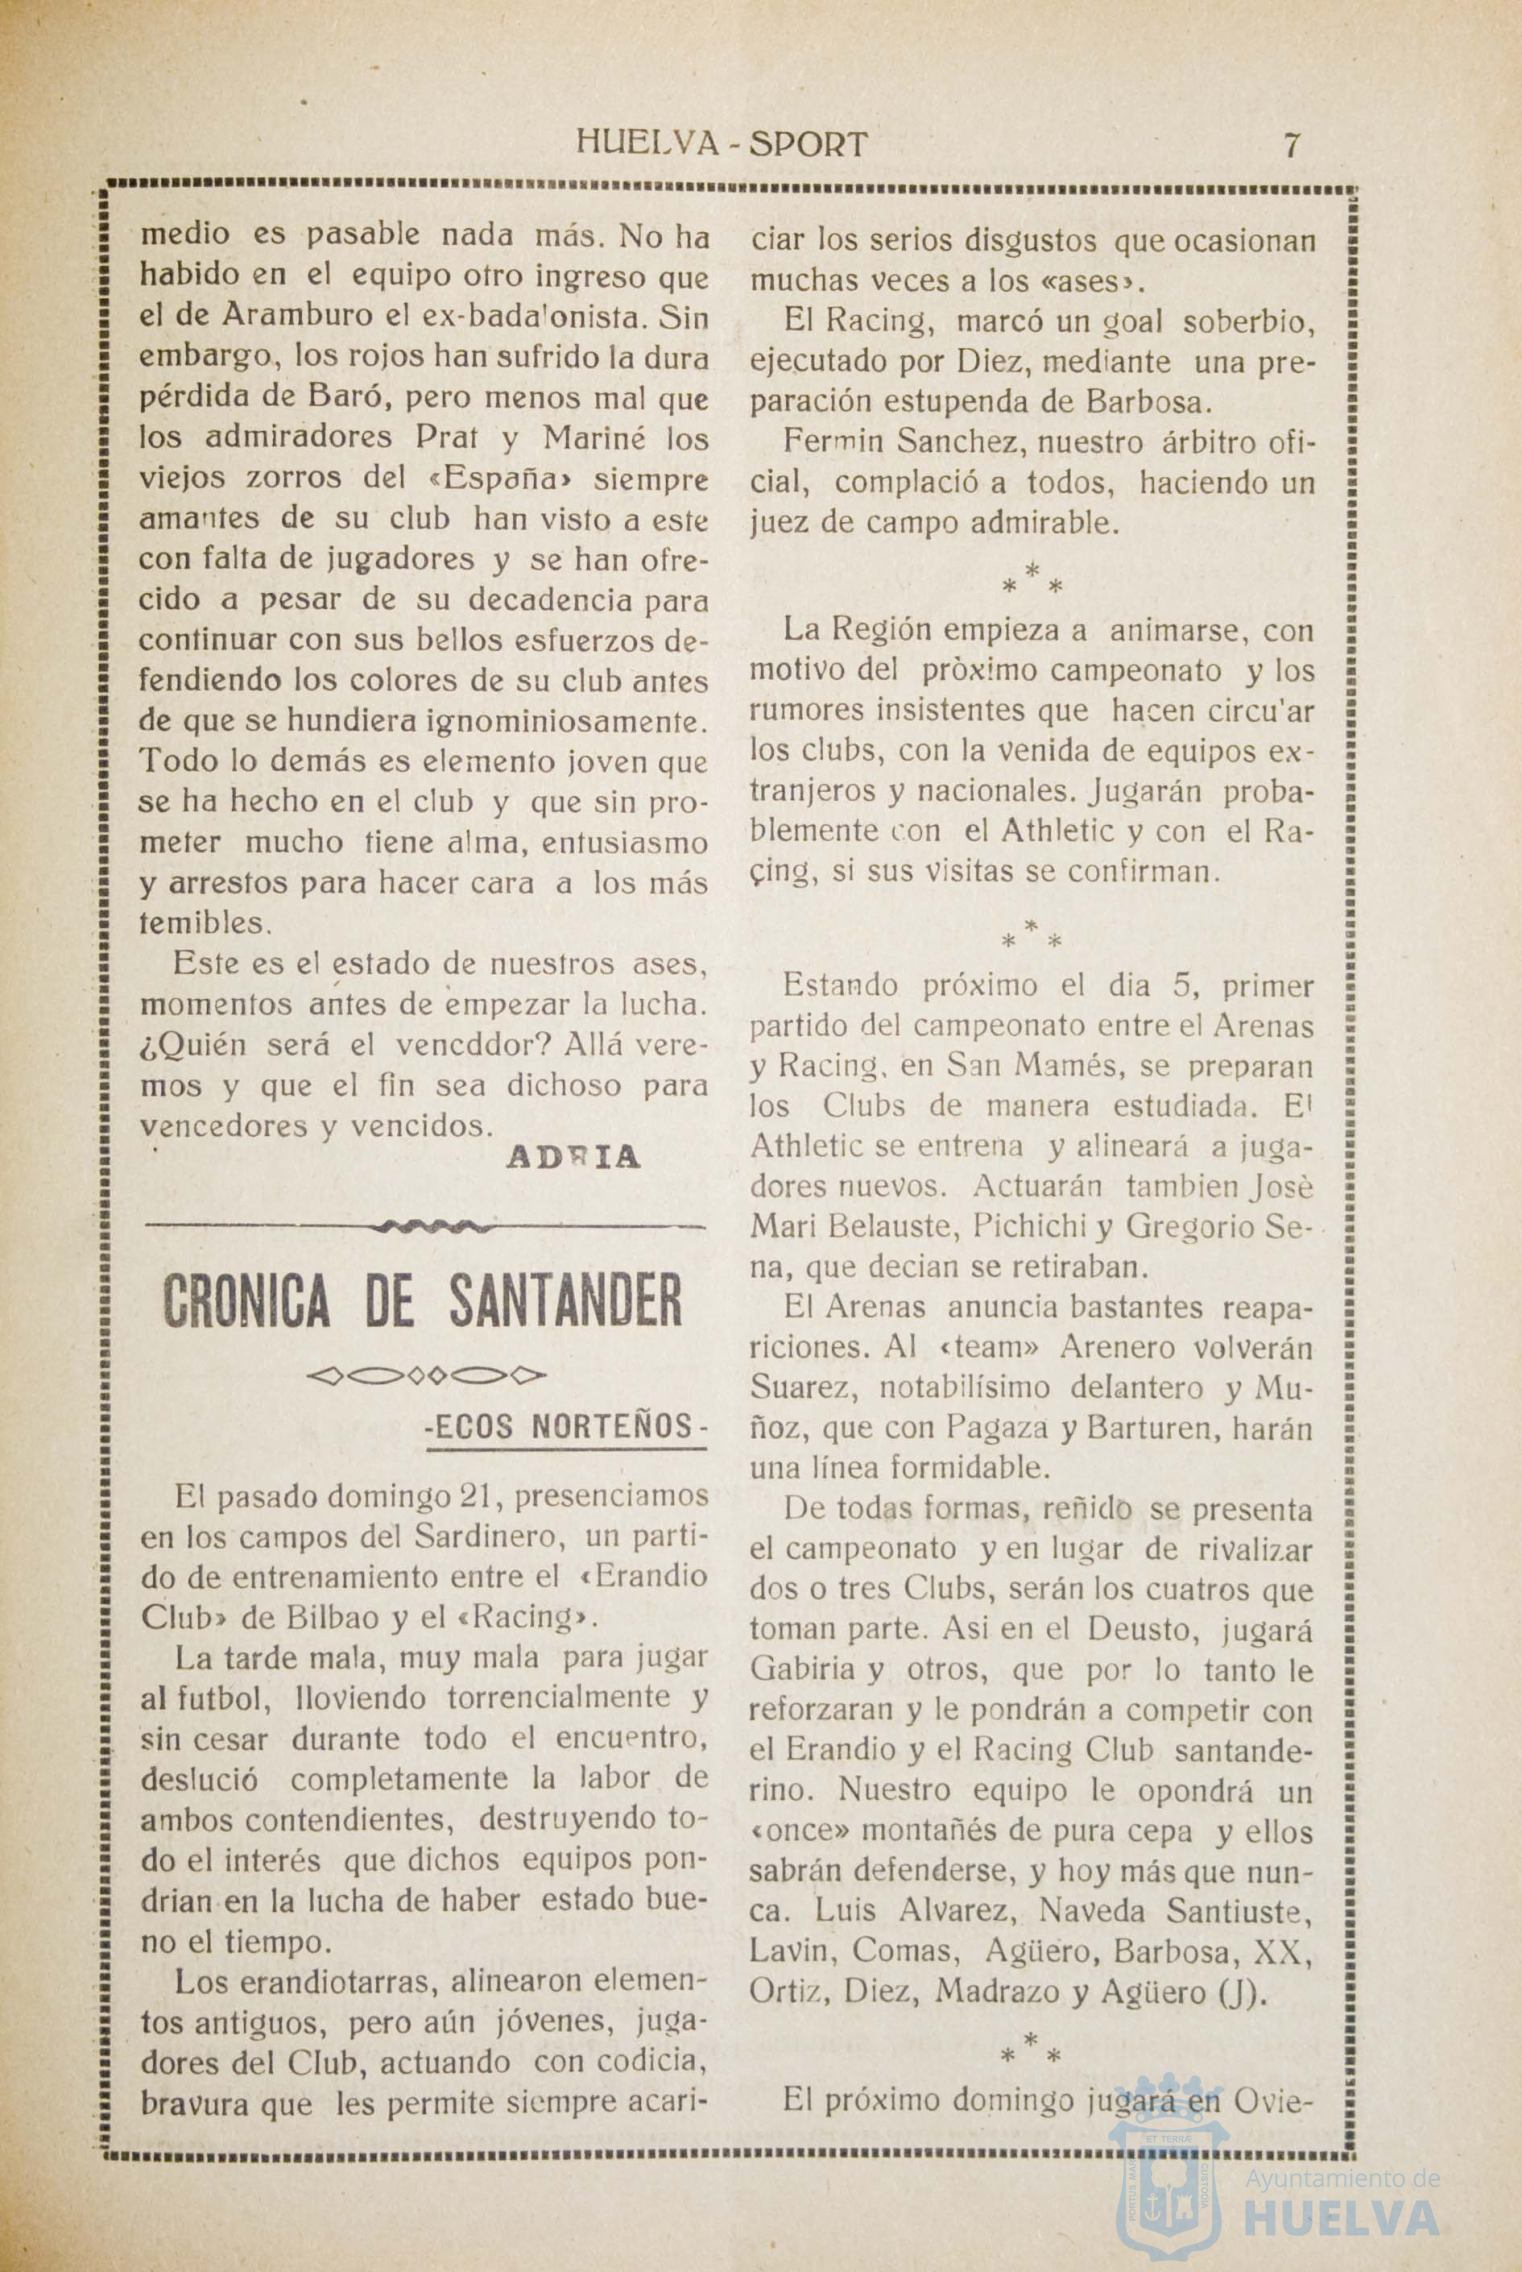 HUELVA - SPORT
7
medio es pasable nada más. No ha
habido en el equipo otro ingreso que
el de Aramburo el ex-bada'onista. Sin
embargo, los rojos han sufrido la dura
pérdida de Baró, pero menos mal que
los admiradores Prat y Mariné los
viejos zorros del «España» siempre
amantes de su club han visto a este
con falta de jugadores y se han ofre-
cido a pesar de su decadencia para
continuar con sus bellos esfuerzos de-
fendiendo los colores de su club antes
de que se hundiera ignominiosamente.
Todo lo demás es elemento joven que
se ha hecho en el club y que sin pro-
meter mucho tiene alma, entusiasmo
y arrestos para hacer cara a los más
temibles.
Este es el estado de nuestros ases,
momentos antes de empezar la lucha.
¿Quién será el vencddor? Allá vere-
mos y que el fin sea dichoso para
vencedores y vencidos.
ADRIA
CRONICA DE SANTANDER
-ECOS NORTEÑOS-
El pasado domingo 21, presenciamos
en los campos del Sardinero, un parti-
do de entrenamiento entre el «Erandio
Club» de Bilbao y el «Racing».
La tarde mala, muy mala para jugar
al futbol, lloviendo torrencialmente y
sin cesar durante todo el encuentro,
deslució completamente la labor de
ambos contendientes, destruyendo to-
do el interés que dichos equipos pon-
drian en la lucha de haber estado bue-
no el tiempo.
Los erandiotarras, alinearon elemen-
tos antiguos, pero aún jóvenes, juga-
dores del Club, actuando con codicia,
bravura que les permite siempre acari-
ciar los serios disgustos que ocasionan
muchas veces a los «ases».
El Racing, marcó un goal soberbio,
ejecutado por Diez, mediante una pre-
paración estupenda de Barbosa.
Fermin Sanchez, nuestro árbitro ofi-
cial, complació a todos, haciendo un
juez de campo admirable.
* * *
La Región empieza a animarse, con
motivo del pròximo campeonato y los
rumores insistentes que hacen circu'ar
los clubs, con la venida de equipos ex-
tranjeros y nacionales. Jugarán proba-
blemente con el Athletic y con el Ra-
çing, si sus visitas se confirman.
* * *
Estando próximo el dia 5, primer
partido del campeonato entre el Arenas
y Racing, en San Mamés, se preparan
los Clubs de manera estudiada. El
Athletic se entrena y alineará a juga-
dores nuevos. Actuarán tambien Josè
Mari Belauste, Pichichi y Gregorio Se-
na, que decian se retiraban.
El Arenas anuncia bastantes reapa-
riciones. Al «team» Arenero volverán
Suarez, notabilísimo delantero y Mu-
ñoz, que con Pagaza y Barturen, harán
una línea formidable.
De todas formas, reñido se presenta
el campeonato y en lugar de rivalizar
dos o tres Clubs, serán los cuatros que
toman parte. Asi en el Deusto, jugará
Gabiria y otros, que por lo tanto le
reforzaran y le pondrán a competir con
el Erandio y el Racing Club santande-
rino. Nuestro equipo le opondrá un
«once» montañés de pura cepa y ellos
sabrán defenderse, y hoy más que nun-
ca. Luis Alvarez, Naveda Santiuste,
Lavin, Comas, Agüero, Barbosa, XX,
Ortiz, Diez, Madrazo y Agüero (J).
* * *
El próximo domingo jugará en Ovie-
PORTUS MARIS ET TERRÆ CUSTODIA
Ayuntamiento de
HUELVA